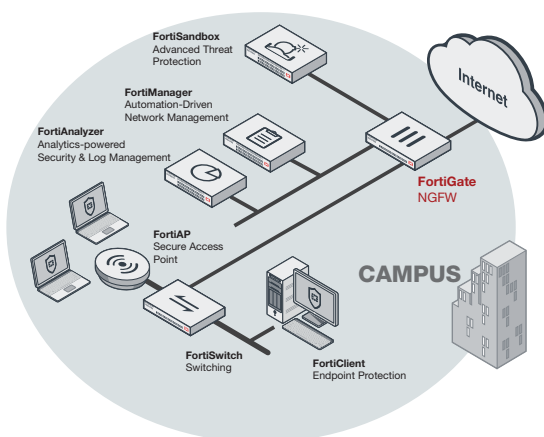 FortiSandbox
Advanced Threat
Protection
FortiManager
Automation-Driven
Network Management
FortiAnalyzer
Analytics-powered
Security & Log Management
Internet
FortiGate
NGFW
FortiAP
Secure Access
Point
CAMPUS
FortiSwitch
Switching
FortiClient
Endpoint Protection